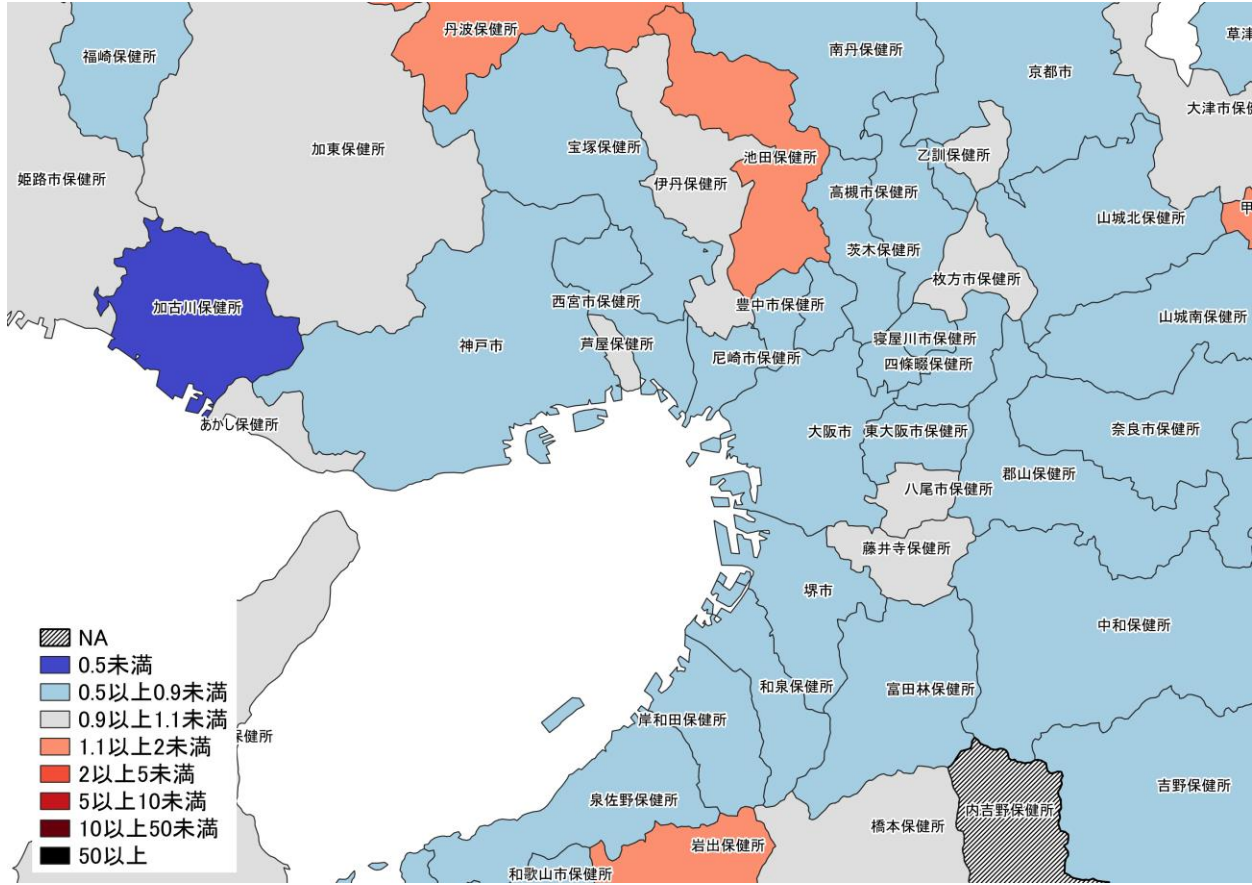 丹波保健所
南丹保健所
草津
福崎保健所
京都市
大津市保健
加東保健所
宝塚保健所
池田保健所
乙訓保健所
姫路市保健所
伊丹保健所
高槻市保健所
山城北保健所
甲
茨木保健所
枚方市保健所
加古川保健所
西宮市保健所
豊中市保健所
山城南保健所
神戸市
芦屋保健所
尼崎市保健所
寝屋川市保健所
四條畷保健所
あかし保健所
大阪市
東大阪市保健所
奈良市保健所
八尾市保健所
郡山保健所
藤井寺保健所
堺市
中和保健所
和泉保健所
富田林保健所
岸和田保健所
保健所
吉野保健所
泉佐野保健所
内吉野保健所
橋本保健所
岩出保健所
和歌山市保健所
NA
0.5未満
0.5以上0.9未満
0.9以上1.1未満
1.1以上2未満
2以上5未満
5以上10未満
10以上50未満
50以上